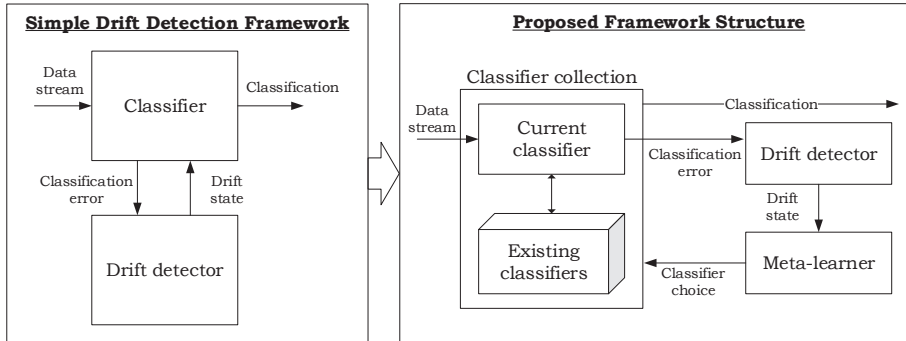 Simple Drift Detection Framework
Data
stream
Classifier
Classification
Classification
error
Drift
state
Drift detector
Proposed Framework Structure
Classifier collection
Data
stream
Current
classifier
Classification
Classification
error
Drift detector
Drift
state
Existing
classifiers
Classifier
choice
Meta-learner